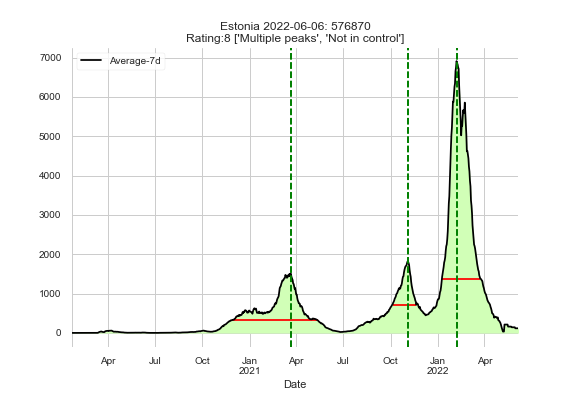 Estonia 2022-06-06: 576870
Rating:8 ['Multiple peaks', 'Not in control']
Average-7d
7000
6000
5000
4000
3000
2000
1000
0
Apr Jul Oct Jan Apr Jul Oct Jan Apr
2021 2022
Date